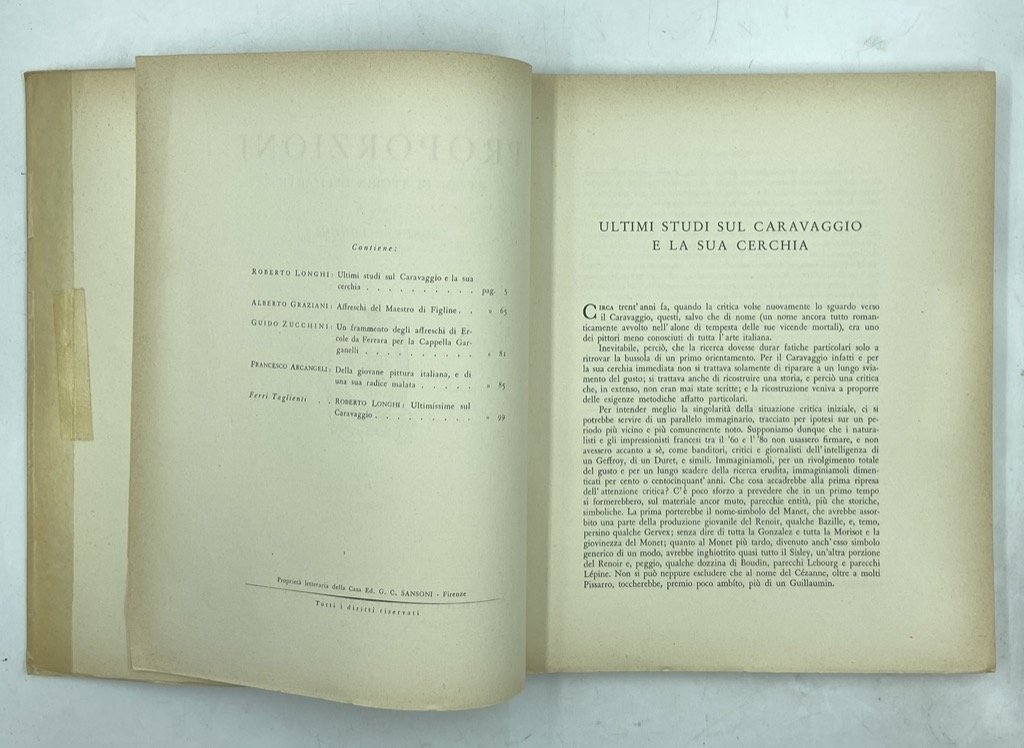 PROPORZIONI
Contiene:
ROBERTO LONGHI: Ultimi studi sul Caravaggio e la sua
cerchia . . . . . . . . . . pag. 5
ALBERTO GRAZIANI: Affreschi del Maestro di Figline . . » 65
GUIDO ZUCCHINI: Un frammento degli affreschi di Er-
cole da Ferrara per la Cappella Gar-
ganelli . . . . . . . . . . » 81
FRANCESCO ARCANGELI: Della giovane pittura italiana, e di
una sua radice malata . . . . . » 85
Ferri Taglienti . . ROBERTO LONGHI: Ultimissime sul
Caravaggio . . . . . . . . . » 99
Proprietà letteraria della Casa Ed. G. C. SANSONI - Firenze
Tutti i diritti riservati
ULTIMI STUDI SUL CARAVAGGIO
E LA SUA CERCHIA
CIRCA trent'anni fa, quando la critica volse nuovamente lo sguardo verso
il Caravaggio, questi, salvo che di nome (un nome ancora tutto roman-
ticamente avvolto nell'alone di tempesta delle sue vicende mortali), era uno
dei pittori meno conosciuti di tutta l'arte italiana.
Inevitabile, perciò, che la ricerca dovesse durar fatiche particolari solo a
ritrovar la bussola di un primo orientamento. Per il Caravaggio infatti e per
la sua cerchia immediata non si trattava solamente di riparare a un lungo svia-
mento del gusto; si trattava anche di ricostruire una storia, e perciò una critica
che, in extenso, non eran mai state scritte; e la ricostruzione veniva a proporre
delle esigenze metodiche affatto particolari.
Per intender meglio la singolarità della situazione critica iniziale, ci si
potrebbe servire di un parallelo immaginario, tracciato per ipotesi su un pe-
riodo più vicino e più comunemente noto. Supponiamo dunque che i natura-
listi e gli impressionisti francesi tra il '60 e l' '80 non usassero firmare, e non
avessero accanto a sè, come banditori, critici e giornalisti dell'intelligenza di
un Geffroy, di un Duret, e simili. Immaginiamoli, per un rivolgimento totale
del gusto e per un lungo scadere della ricerca erudita, immaginiamoli dimen-
ticati per cento o centocinquant' anni. Che cosa accadrebbe alla prima ripresa
dell'attenzione critica? C'è poco sforzo a prevedere che in un primo tempo
si formerebbero, sul materiale ancor muto, parecchie entità, più che storiche,
simboliche. La prima porterebbe il nome-simbolo del Manet, che avrebbe assor-
bito una parte della produzione giovanile del Renoir, qualche Bazille, e, temo,
persino qualche Gervex; senza dire di tutta la Gonzalez e tutta la Morisot e la
giovinezza del Monet; quanto al Monet più tardo, divenuto anch'esso simbolo
generico di un modo, avrebbe inghiottito quasi tutto il Sisley, un'altra porzione
del Renoir e, peggio, qualche dozzina di Boudin, parecchi Lebourg e parecchi
Lépine. Non si può neppure escludere che al nome del Cézanne, oltre a molti
Pissarro, toccherebbe, premio poco ambito, più di un Guillaumin.